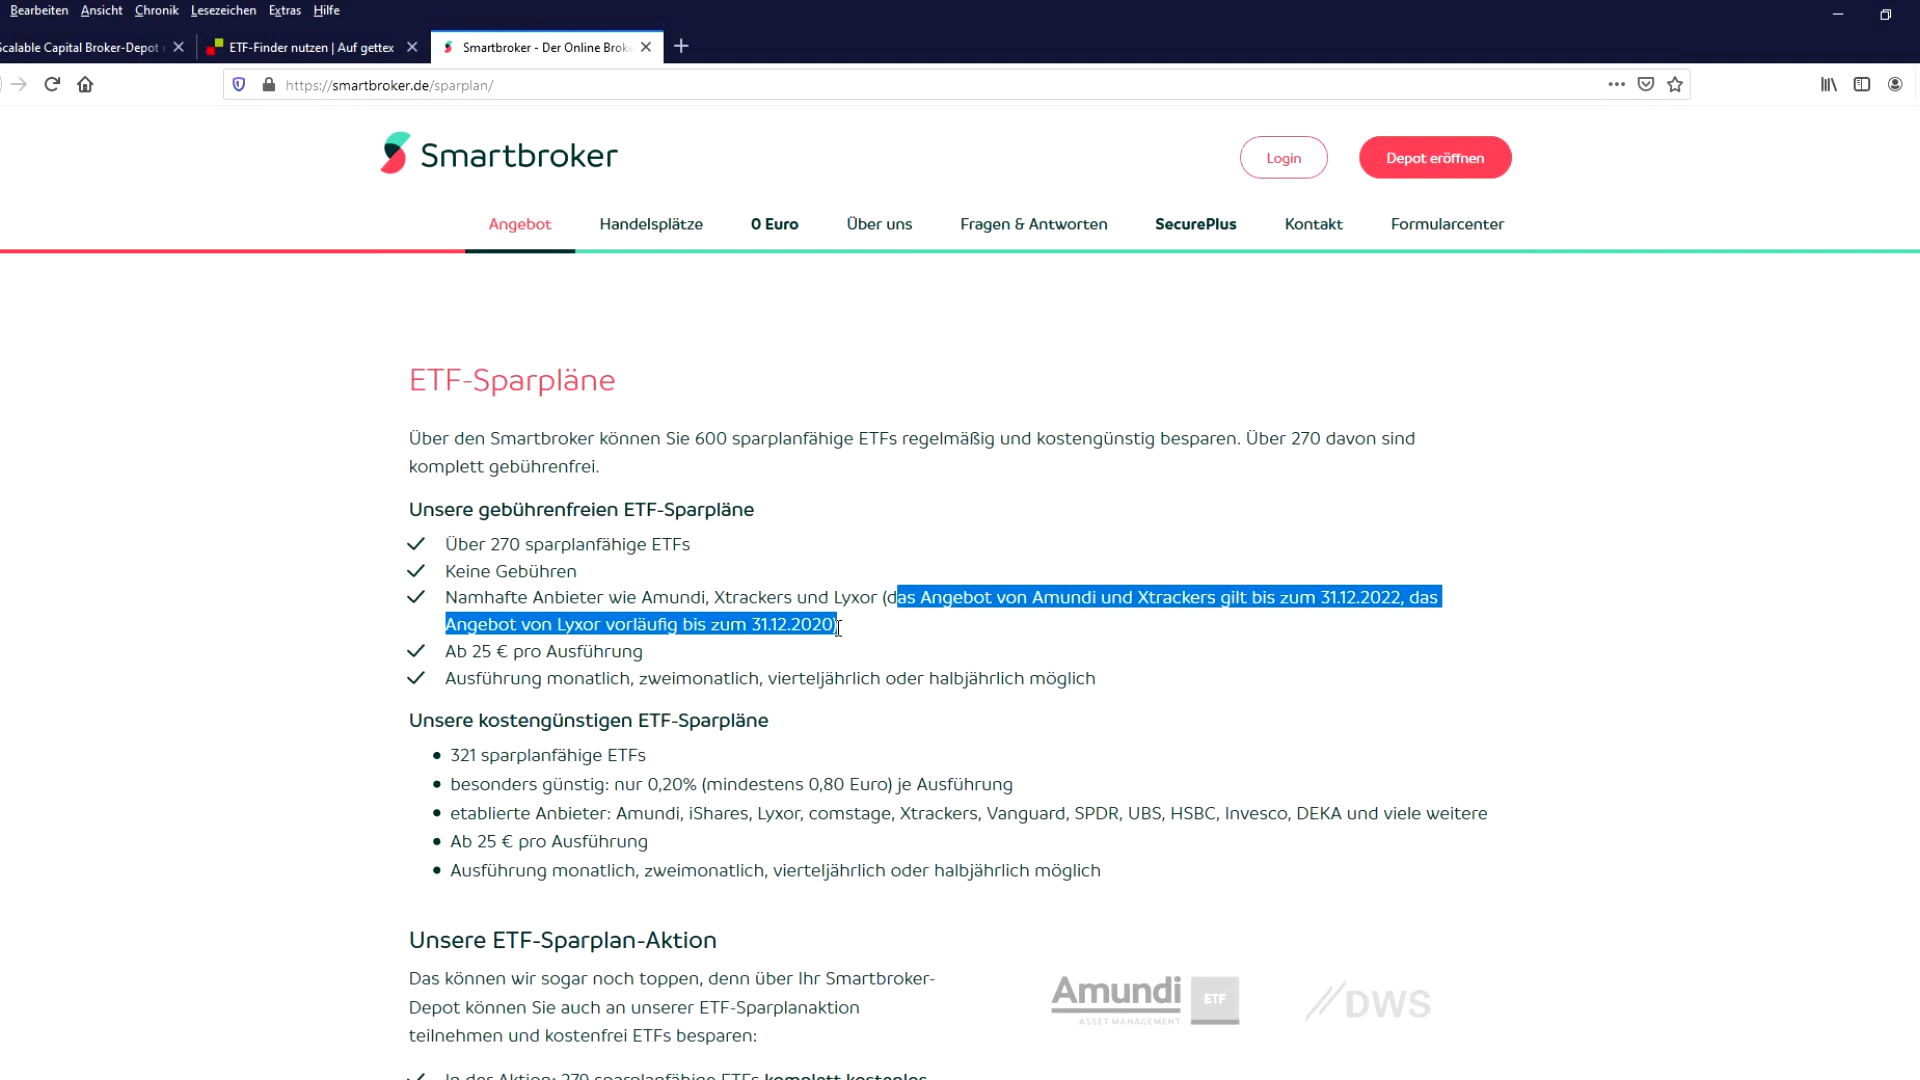 Bearbeiten Ansicht Chronik Lesezeichen Extras Hilfe
Scalable Capital Broker-Depot
ETF-Finder nutzen | Auf gettex
Smartbroker - Der Online Broke
https://smartbroker.de/sparplan/
Smartbroker
Login
Depot eröffnen
Angebot Handelsplätze 0 Euro Über uns Fragen & Antworten SecurePlus Kontakt Formularcenter
ETF-Sparpläne
Über den Smartbroker können Sie 600 sparplanfähige ETFs regelmäßig und kostengünstig besparen. Über 270 davon sind
komplett gebührenfrei.
Unsere gebührenfreien ETF-Sparpläne
Über 270 sparplanfähige ETFs
Keine Gebühren
Namhafte Anbieter wie Amundi, Xtrackers und Lyxor (das Angebot von Amundi und Xtrackers gilt bis zum 31.12.2022, das
Angebot von Lyxor vorläufig bis zum 31.12.2020)
Ab 25 € pro Ausführung
Ausführung monatlich, zweimonatlich, vierteljährlich oder halbjährlich möglich
Unsere kostengünstigen ETF-Sparpläne
321 sparplanfähige ETFs
besonders günstig: nur 0,20% (mindestens 0,80 Euro) je Ausführung
etablierte Anbieter: Amundi, iShares, Lyxor, comstage, Xtrackers, Vanguard, SPDR, UBS, HSBC, Invesco, DEKA und viele weitere
Ab 25 € pro Ausführung
Ausführung monatlich, zweimonatlich, vierteljährlich oder halbjährlich möglich
Unsere ETF-Sparplan-Aktion
Das können wir sogar noch toppen, denn über Ihr Smartbroker-
Depot können Sie auch an unserer ETF-Sparplanaktion
teilnehmen und kostenfrei ETFs besparen:
Amundi ETF
ASSET MANAGEMENT
DWS
In der Aktion: 270 sparplanfähige ETFs komplett kostenlos